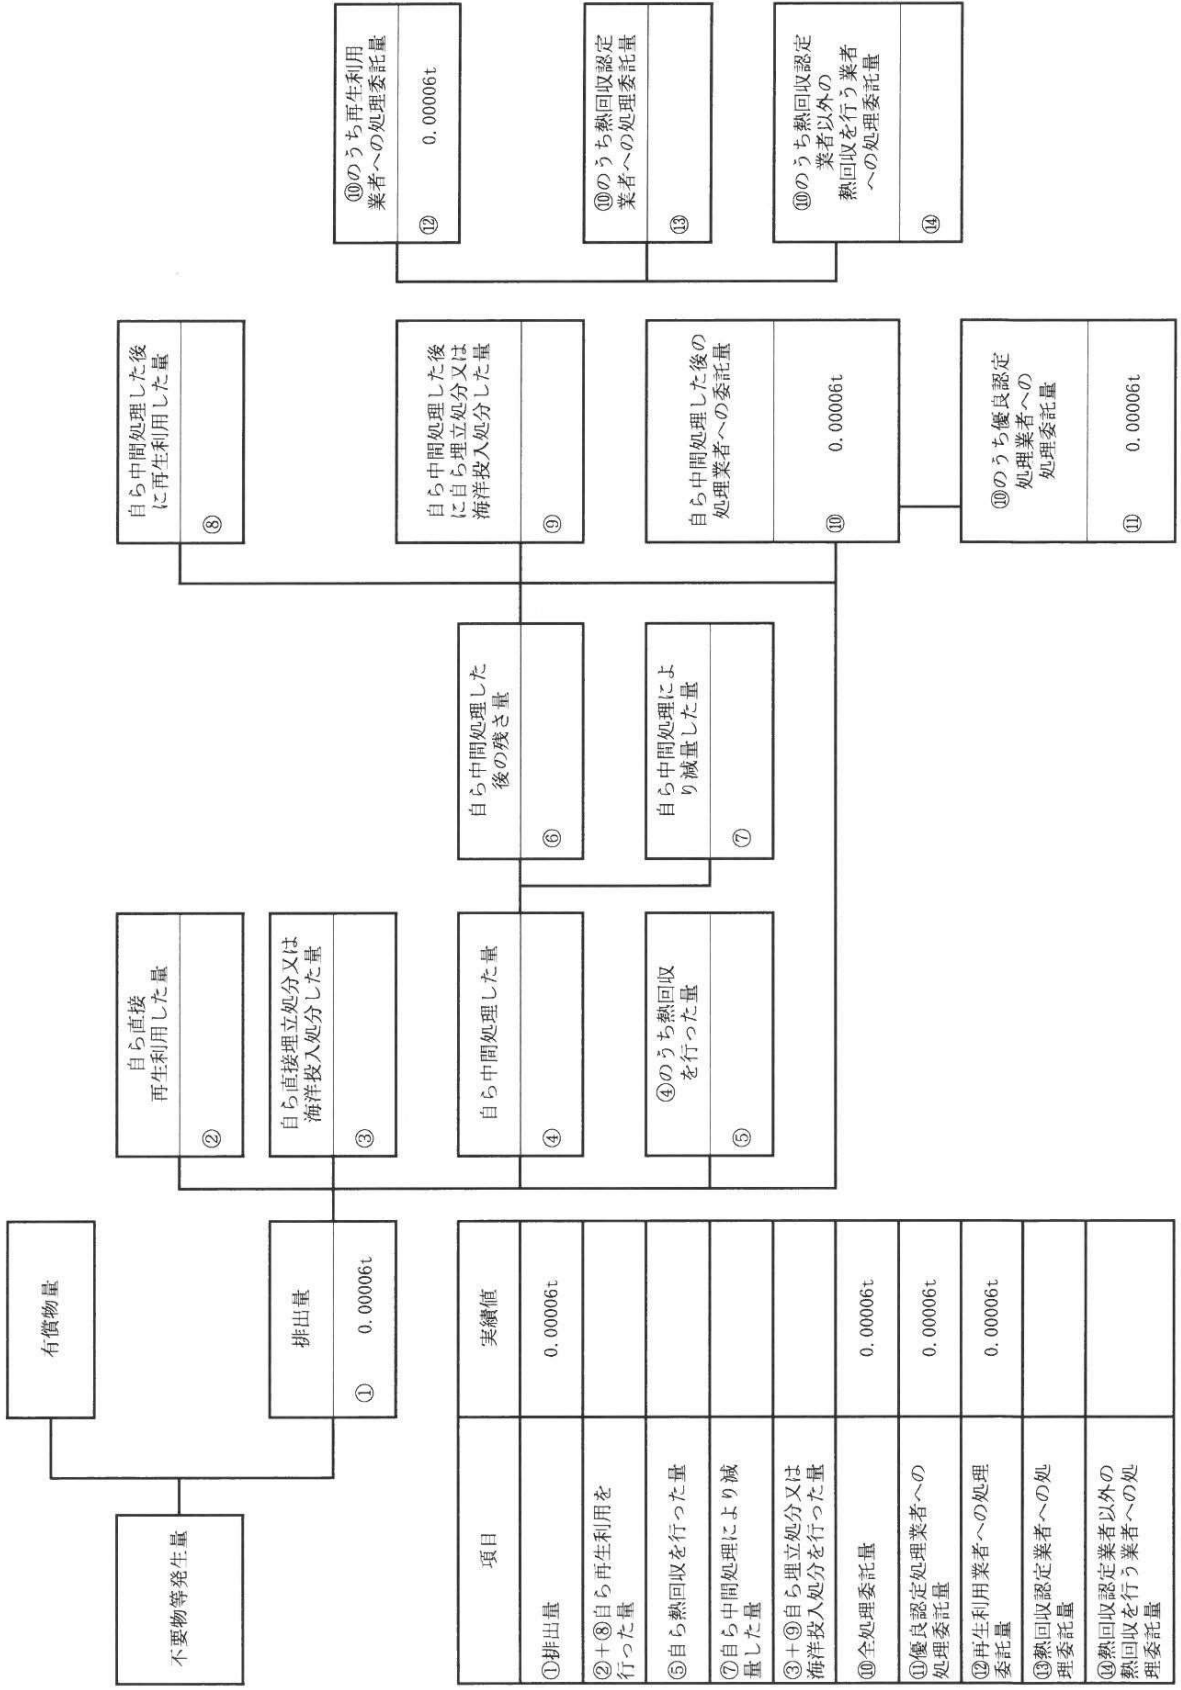 不要物等発生量
有償物量
排出量
① 0.00006t
自ら直接
再生利用した量
②
自ら直接埋立処分又は
海洋投入処分した量
③
自ら中間処理した量
④
④のうち熱回収
を行った量
⑤
自ら中間処理した
後の残さ量
⑥
自ら中間処理によ
り減量した量
⑦
自ら中間処理した後
に再生利用した量
⑧
自ら中間処理した後
に自ら埋立処分又は
海洋投入処分した量
⑨
自ら中間処理した後の
処理業者への委託量
⑩ 0.00006t
⑩のうち優良認定
処理業者への
処理委託量
⑪ 0.00006t
⑩のうち再生利用
業者への処理委託量
⑫ 0.00006t
⑩のうち熱回収認定
業者への処理委託量
⑬
⑩のうち熱回収認定
業者以外の
熱回収を行う業者
への処理委託量
⑭
項目 実績値
①排出量 0.00006t
②+⑧自ら再生利用を
行った量
⑤自ら熱回収を行った量
⑦自ら中間処理により減
量した量
③+⑨自ら埋立処分又は
海洋投入処分を行った量
⑩全処理委託量 0.00006t
⑪優良認定処理業者への
処理委託量 0.00006t
⑫再生利用業者への処理
委託量 0.00006t
⑬熱回収認定業者への処
理委託量
⑭熱回収認定業者以外の
熱回収を行う業者への処
理委託量